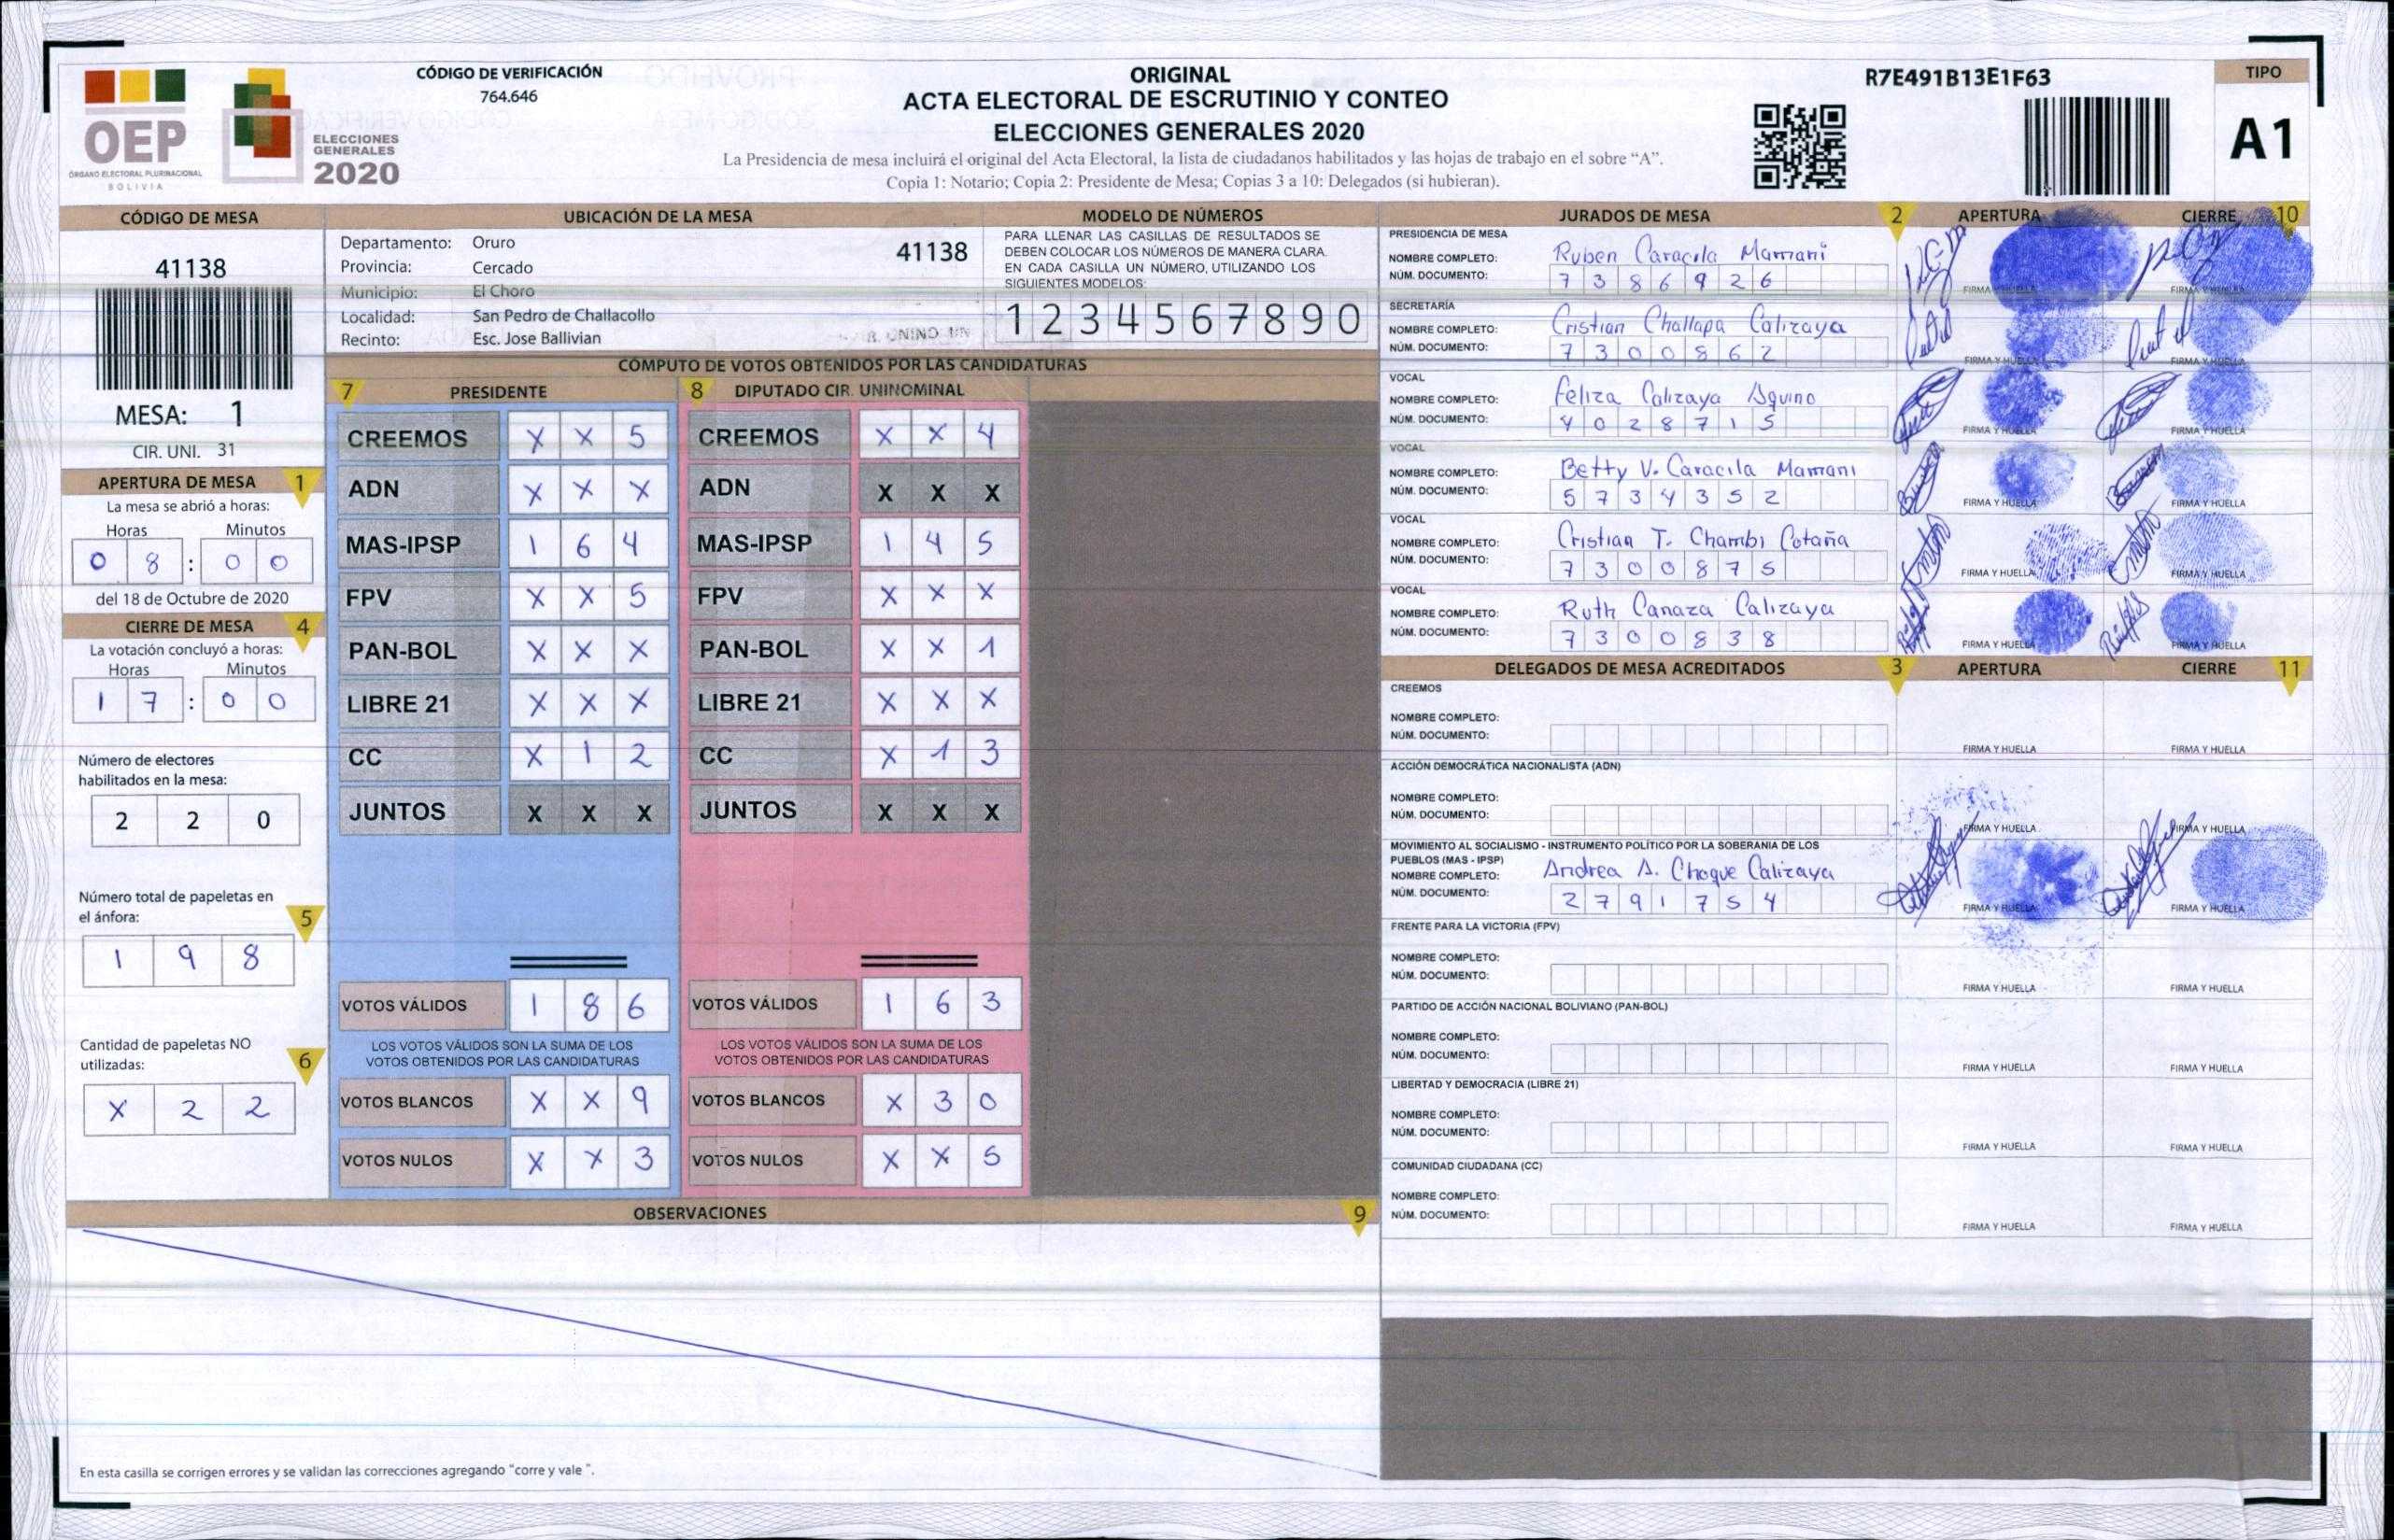 OEP
ÓRGANO ELECTORAL PLURINACIONAL
BOLIVIA
ELECCIONES
GENERALES
2020
CÓDIGO DE VERIFICACIÓN
764.646
ORIGINAL
ACTA ELECTORAL DE ESCRUTINIO Y CONTEO
ELECCIONES GENERALES 2020
La Presidencia de mesa incluirá el original del Acta Electoral, la lista de ciudadanos habilitados y las hojas de trabajo en el sobre “A”.
Copia 1: Notario; Copia 2: Presidente de Mesa; Copias 3 a 10: Delegados (si hubieran).
R7E491B13E1F63
TIPO
A1
CÓDIGO DE MESA
41138
MESA: 1
CIR. UNI. 31
APERTURA DE MESA 1
La mesa se abrió a horas:
Horas Minutos
0 8 : 0 0
del 18 de Octubre de 2020
CIERRE DE MESA 4
La votación concluyó a horas:
Horas Minutos
1 7 : 0 0
Número de electores
habilitados en la mesa:
2 2 0
Número total de papeletas en
el ánfora: 5
1 9 8
Cantidad de papeletas NO
utilizadas: 6
X 2 2
UBICACIÓN DE LA MESA
Departamento: Oruro
41138
Provincia: Cercado
Municipio: El Choro
Localidad: San Pedro de Challacollo
Recinto: Esc. Jose Ballivian
MODELO DE NÚMEROS
PARA LLENAR LAS CASILLAS DE RESULTADOS SE
DEBEN COLOCAR LOS NÚMEROS DE MANERA CLARA.
EN CADA CASILLA UN NÚMERO, UTILIZANDO LOS
SIGUIENTES MODELOS:
1 2 3 4 5 6 7 8 9 0
CÓMPUTO DE VOTOS OBTENIDOS POR LAS CANDIDATURAS
7 PRESIDENTE
CREEMOS X X 5
ADN X X X
MAS-IPSP 1 6 4
FPV X X 5
PAN-BOL X X X
LIBRE 21 X X X
CC X 1 2
JUNTOS X X X
VOTOS VÁLIDOS 1 8 6
LOS VOTOS VÁLIDOS SON LA SUMA DE LOS
VOTOS OBTENIDOS POR LAS CANDIDATURAS
VOTOS BLANCOS X X 9
VOTOS NULOS X X 3
8 DIPUTADO CIR. UNINOMINAL
CREEMOS X X 4
ADN X X X
MAS-IPSP 1 4 5
FPV X X X
PAN-BOL X X 1
LIBRE 21 X X X
CC X 1 3
JUNTOS X X X
VOTOS VÁLIDOS 1 6 3
LOS VOTOS VÁLIDOS SON LA SUMA DE LOS
VOTOS OBTENIDOS POR LAS CANDIDATURAS
VOTOS BLANCOS X 3 0
VOTOS NULOS X X 5
OBSERVACIONES 9
En esta casilla se corrigen errores y se validan las correcciones agregando "corre y vale ".
JURADOS DE MESA 2 APERTURA CIERRE 10
PRESIDENCIA DE MESA
NOMBRE COMPLETO: Ruben Caracila Mamani
NÚM. DOCUMENTO: 7 3 8 6 9 2 6
FIRMA Y HUELLA FIRMA Y HUELLA
SECRETARÍA
NOMBRE COMPLETO: Cristian Challapa Calizaya
NÚM. DOCUMENTO: 7 3 0 0 8 6 2
FIRMA Y HUELLA FIRMA Y HUELLA
VOCAL
NOMBRE COMPLETO: Feliza Calizaya Aquino
NÚM. DOCUMENTO: 4 0 2 8 7 1 5
FIRMA Y HUELLA FIRMA Y HUELLA
VOCAL
NOMBRE COMPLETO: Betty V. Caracila Mamani
NÚM. DOCUMENTO: 5 7 3 4 3 5 2
FIRMA Y HUELLA FIRMA Y HUELLA
VOCAL
NOMBRE COMPLETO: Cristian T. Chambi Cotaña
NÚM. DOCUMENTO: 7 3 0 0 8 7 5
FIRMA Y HUELLA FIRMA Y HUELLA
VOCAL
NOMBRE COMPLETO: Ruth Canaza Calizaya
NÚM. DOCUMENTO: 7 3 0 0 8 3 8
FIRMA Y HUELLA FIRMA Y HUELLA
DELEGADOS DE MESA ACREDITADOS 3 APERTURA CIERRE 11
CREEMOS
NOMBRE COMPLETO:
NÚM. DOCUMENTO:
FIRMA Y HUELLA FIRMA Y HUELLA
ACCIÓN DEMOCRÁTICA NACIONALISTA (ADN)
NOMBRE COMPLETO:
NÚM. DOCUMENTO:
FIRMA Y HUELLA FIRMA Y HUELLA
MOVIMIENTO AL SOCIALISMO - INSTRUMENTO POLÍTICO POR LA SOBERANIA DE LOS
PUEBLOS (MAS - IPSP)
NOMBRE COMPLETO: Andrea A. Choque Calizaya
NÚM. DOCUMENTO: 2 7 9 1 7 5 4
FIRMA Y HUELLA FIRMA Y HUELLA
FRENTE PARA LA VICTORIA (FPV)
NOMBRE COMPLETO:
NÚM. DOCUMENTO:
FIRMA Y HUELLA FIRMA Y HUELLA
PARTIDO DE ACCIÓN NACIONAL BOLIVIANO (PAN-BOL)
NOMBRE COMPLETO:
NÚM. DOCUMENTO:
FIRMA Y HUELLA FIRMA Y HUELLA
LIBERTAD Y DEMOCRACIA (LIBRE 21)
NOMBRE COMPLETO:
NÚM. DOCUMENTO:
FIRMA Y HUELLA FIRMA Y HUELLA
COMUNIDAD CIUDADANA (CC)
NOMBRE COMPLETO:
NÚM. DOCUMENTO:
FIRMA Y HUELLA FIRMA Y HUELLA